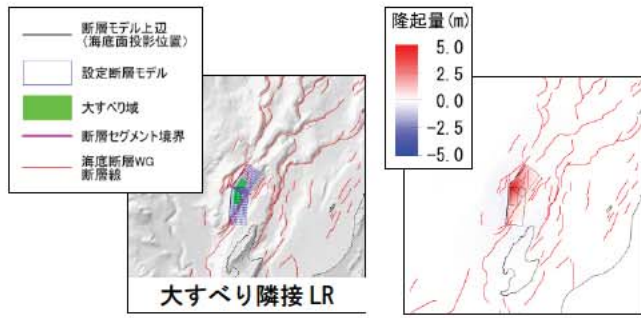 断層モデル上辺
(海底面投影位置)
設定断層モデル
大すべり域
断層セグメント境界
海底断層WG
断層線
大すべり隣接LR
隆起量(m)
5.0
2.5
0.0
-2.5
-5.0